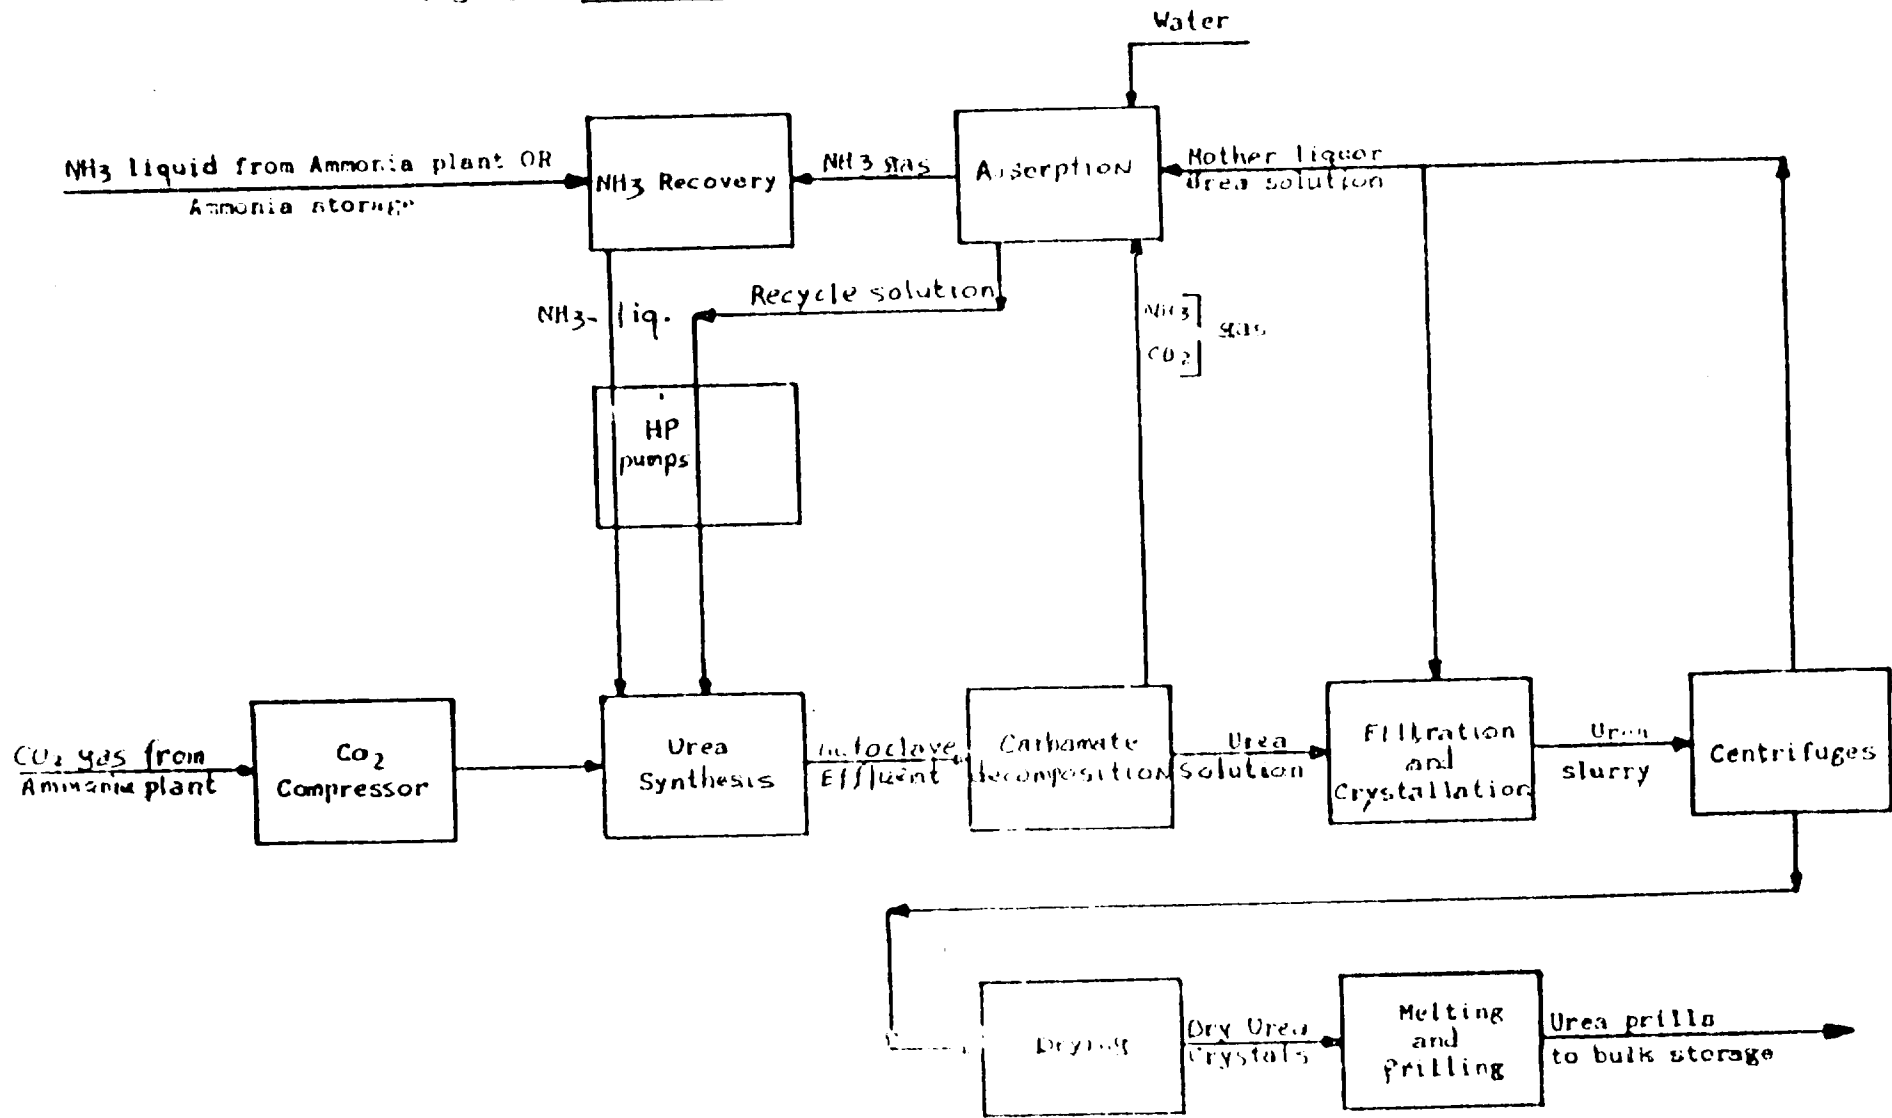 Water
NH3 liquid from Ammonia plant OR
Ammonia storage
NH3 Recovery
NH3 gas
Absorption
Mother liquor
Urea solution
Recycle solution
NH3- liq.
NH3
CO2
gas
HP
pumps
CO2 gas from
Ammonia plant
Co2
Compressor
Urea
Synthesis
Autoclave
Effluent
Carbamate
decomposition
Urea
Solution
Filtration
and
Crystallation
Urea
slurry
Centrifuges
Drying
Dry Urea
Crystals
Melting
and
prilling
Urea prills
to bulk storage